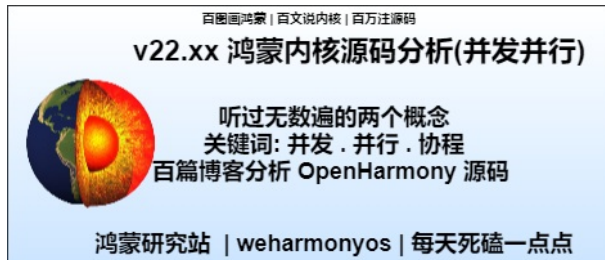 百图画鸿蒙 | 百文说内核 | 百万注源码
v22.xx 鸿蒙内核源码分析(并发并行)
听过无数遍的两个概念
关键词: 并发 . 并行 . 协程
百篇博客分析 OpenHarmony 源码
鸿蒙研究站 | weharmonyos | 每天死磕一点点